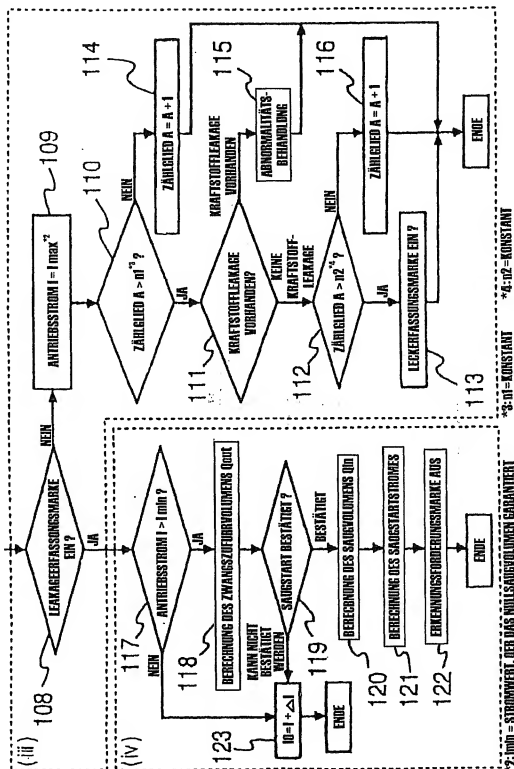 (iii)
108
LEAKAGEERFASSUNGSMARKE
EIN ?
NEIN
JA
109
ANTRIEBSSTROM I = I max*2
110
ZÄHLGLIED A > n1*3 ?
NEIN
JA
114
ZÄHLGLIED A = A + 1
111
KRAFTSTOFFLEAKAGE
VORHANDEN?
KRAFTSTOFFLEAKAGE
VORHANDEN
115
ABNORMALITÄTS-
BEHANDLUNG
KEINE
KRAFTSTOFF-
LEAKAGE
112
ZÄHLGLIED A > n2*4 ?
NEIN
JA
116
ZÄHLGLIED A = A + 1
113
LECKERFASSUNGSMARKE EIN ?
ENDE
(iv)
117
ANTRIEBSSTROM I > I min ?
NEIN
JA
118
BERECHNUNG DES ZWANGSZUFUHRVOLUMENS Qout
119
SAUGSTART BESTÄTIGT ?
KANN NICHT
BESTÄTIGT
WERDEN
BESTÄTIGT
123
I0 = I + ΔI
ENDE
120
BERECHNUNG DES SAUGVOLUMENS Qin
121
BERECHNUNG DES SAUGSTARTSTROMES
122
ERKENNUNGSFORDERUNGSMARKE AUS
ENDE
*2: Imin = STROMWERT, DER DAS NULLSAUGVOLUMEN GARANTIERT
*3: n1=KONSTANT
*4: n2=KONSTANT